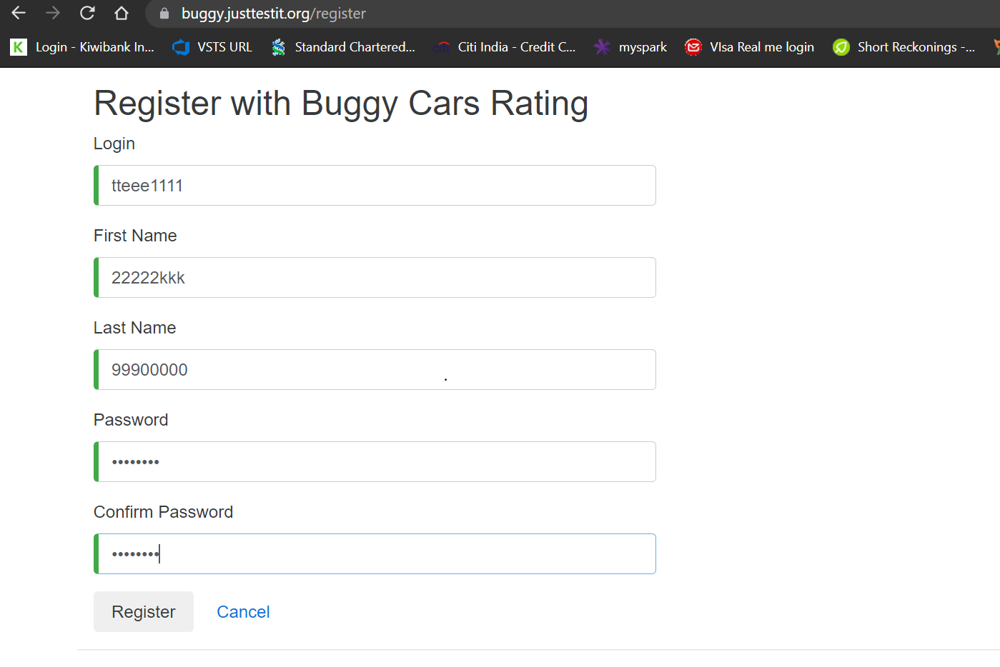 buggy.justtestit.org/register
Login - Kiwibank In... VSTS URL Standard Chartered... citi Citi India - Credit C... myspark VIsa Real me login Short Reckonings -...
Register with Buggy Cars Rating
Login
tteee1111
First Name
22222kkk
Last Name
99900000
Password
••••••••
Confirm Password
••••••••
Register Cancel